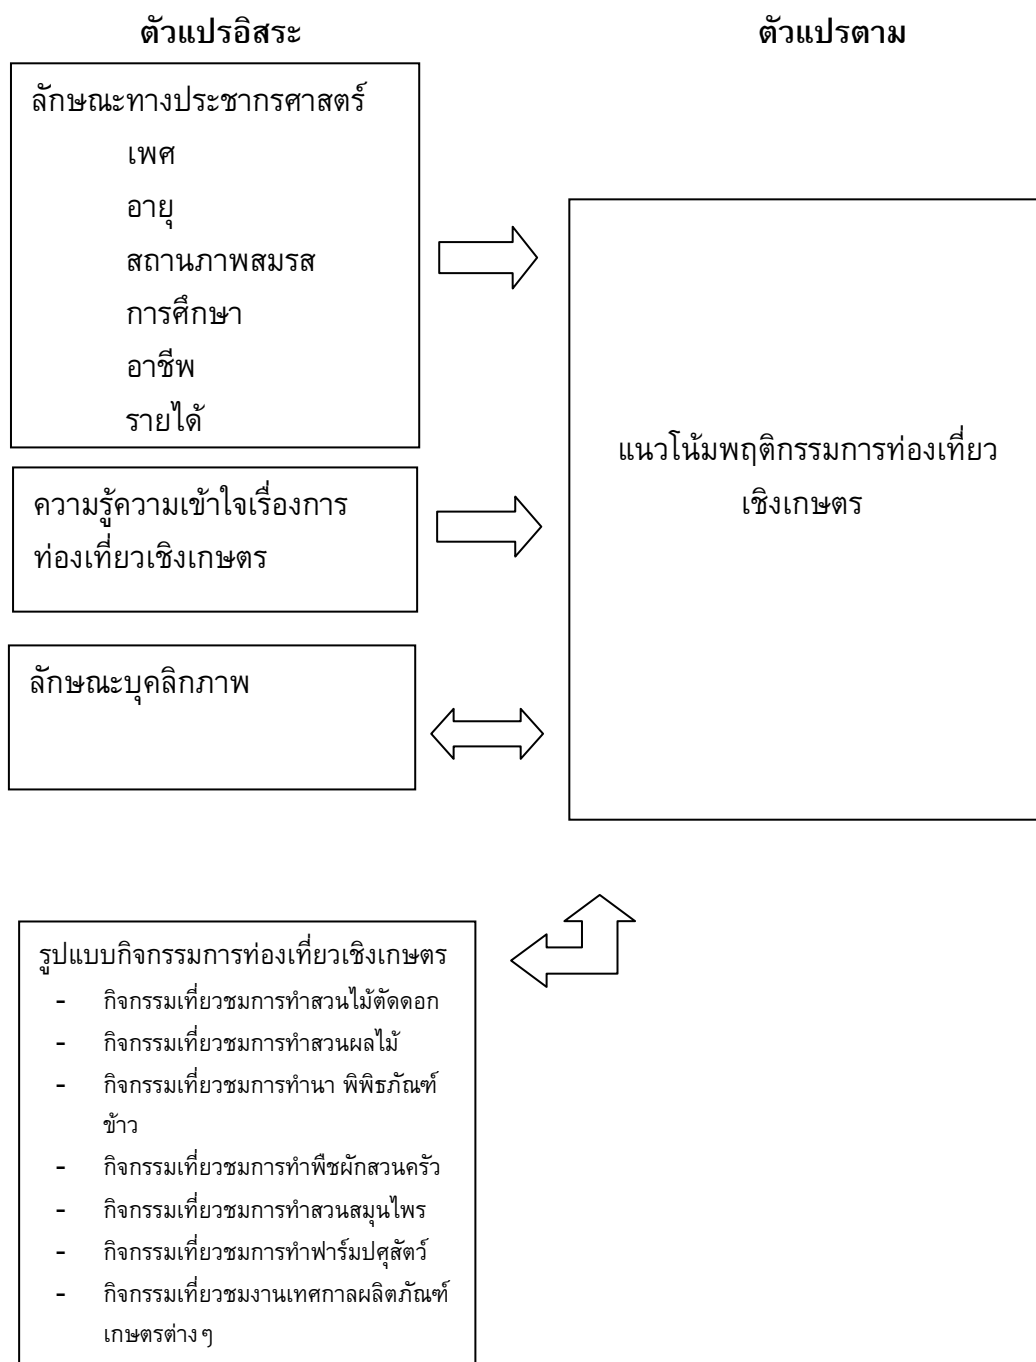 ตัวแปรอิสระ
ตัวแปรตาม
ลักษณะทางประชากรศาสตร์
เพศ
อายุ
สถานภาพสมรส
การศึกษา
อาชีพ
รายได้
ความรู้ความเข้าใจเรื่องการ
ท่องเที่ยวเชิงเกษตร
ลักษณะบุคลิกภาพ
แนวโน้มพฤติกรรมการท่องเที่ยว
เชิงเกษตร
รูปแบบกิจกรรมการท่องเที่ยวเชิงเกษตร
- กิจกรรมเที่ยวชมการทำสวนไม้ตัดดอก
- กิจกรรมเที่ยวชมการทำสวนผลไม้
- กิจกรรมเที่ยวชมการทำนา พิพิธภัณฑ์
ข้าว
- กิจกรรมเที่ยวชมการทำพืชผักสวนครัว
- กิจกรรมเที่ยวชมการทำสวนสมุนไพร
- กิจกรรมเที่ยวชมการทำฟาร์มปศุสัตว์
- กิจกรรมเที่ยวชมงานเทศกาลผลิตภัณฑ์
เกษตรต่างๆ